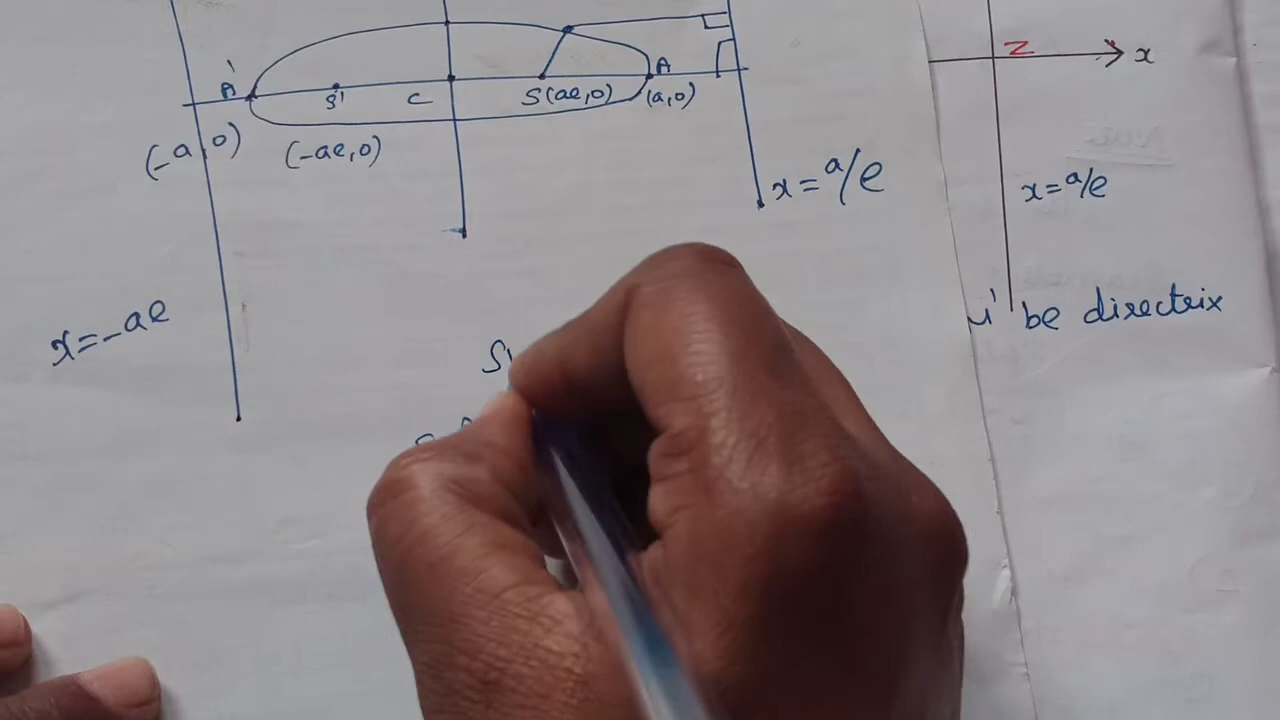 A' S' C S(ae,0) A (a,0)
(-a,0) (-ae,0)
x = a/e
x=-ae
S'
Z x
x=a/e
be directrix